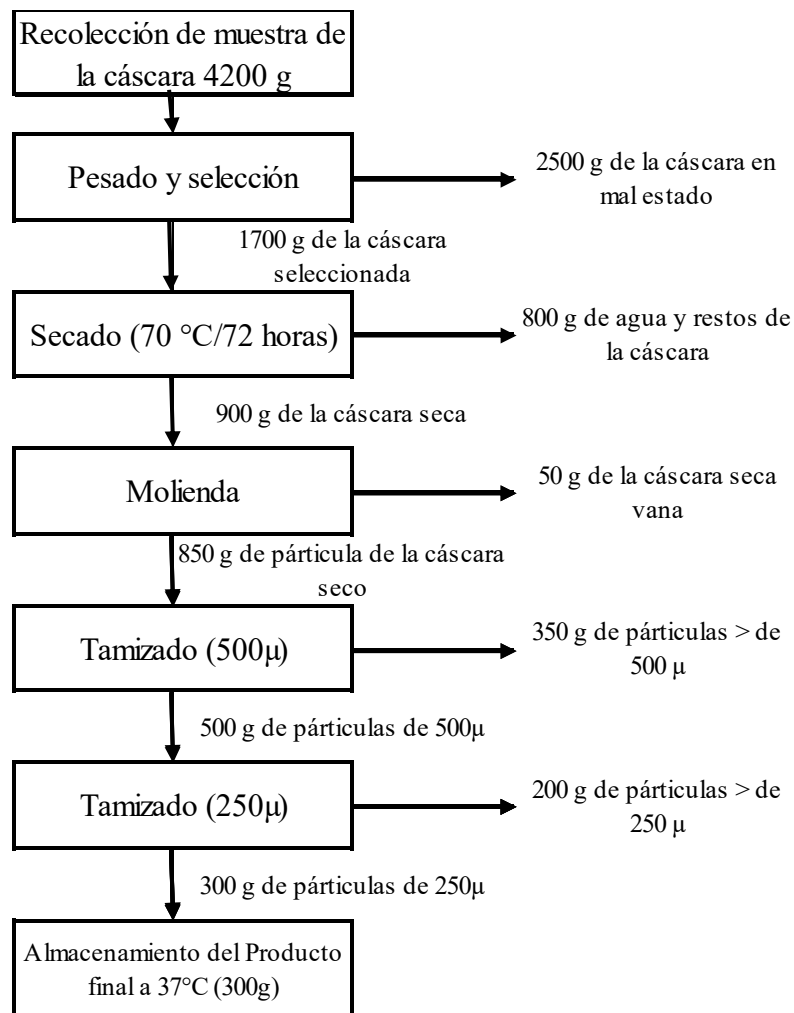 Recolección de muestra de
la cáscara 4200 g
Pesado y selección
2500 g de la cáscara en
mal estado
1700 g de la cáscara
seleccionada
Secado (70 °C/72 horas)
800 g de agua y restos de
la cáscara
900 g de la cáscara seca
Molienda
50 g de la cáscara seca
vana
850 g de párticula de la cáscara
seco
Tamizado (500μ)
350 g de párticulas > de
500 μ
500 g de párticulas de 500μ
Tamizado (250μ)
200 g de párticulas > de
250 μ
300 g de párticulas de 250μ
Almacenamiento del Producto
final a 37°C (300g)